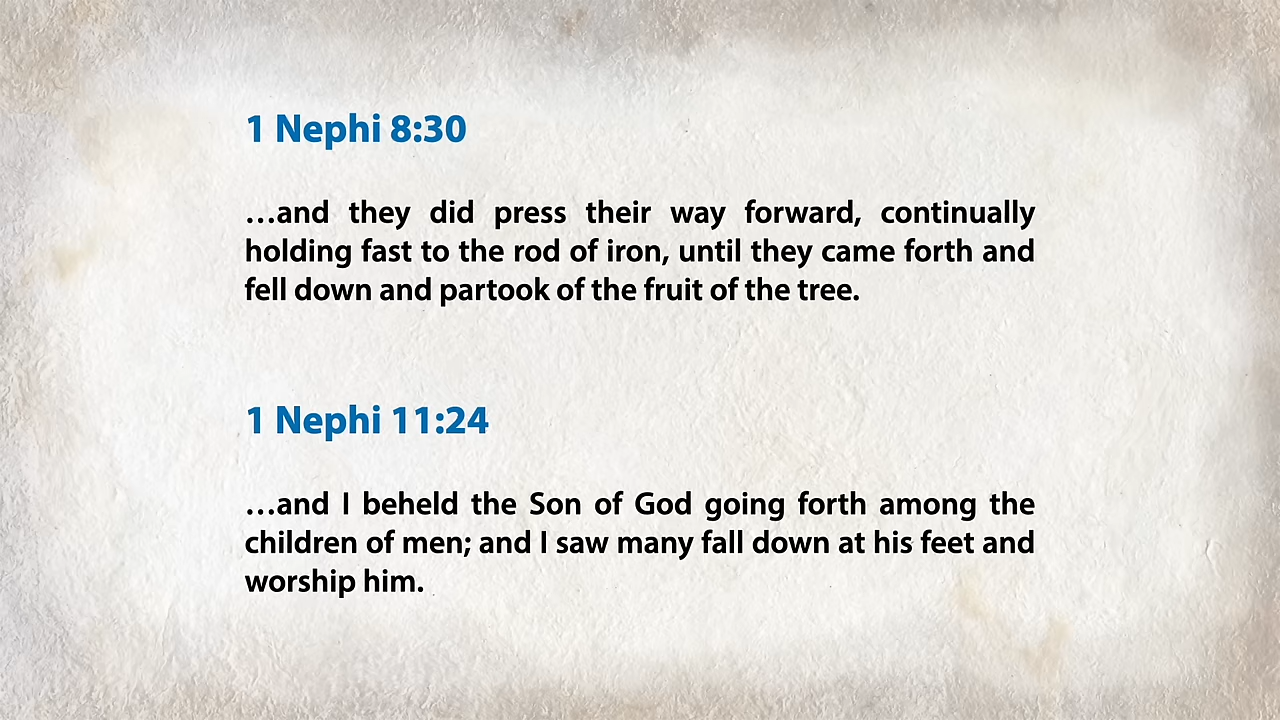 1 Nephi 8:30
…and they did press their way forward, continually
holding fast to the rod of iron, until they came forth and
fell down and partook of the fruit of the tree.
1 Nephi 11:24
…and I beheld the Son of God going forth among the
children of men; and I saw many fall down at his feet and
worship him.